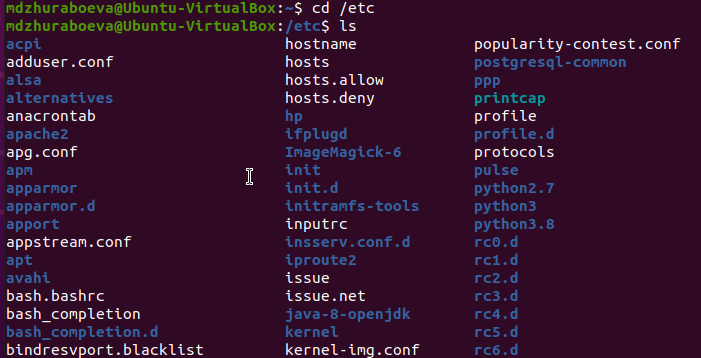 mdzhuraboeva@Ubuntu-VirtualBox:~$ cd /etc
mdzhuraboeva@Ubuntu-VirtualBox:/etc$ ls
acpi hostname popularity-contest.conf
adduser.conf hosts postgresql-common
alsa hosts.allow ppp
alternatives hosts.deny printcap
anacrontab hp profile
apache2 ifplugd profile.d
apg.conf ImageMagick-6 protocols
apm init pulse
apparmor init.d python2.7
apparmor.d initramfs-tools python3
apport inputrc python3.8
appstream.conf insserv.conf.d rc0.d
apt iproute2 rc1.d
avahi issue rc2.d
bash.bashrc issue.net rc3.d
bash_completion java-8-openjdk rc4.d
bash_completion.d kernel rc5.d
bindresvport.blacklist kernel-img.conf rc6.d